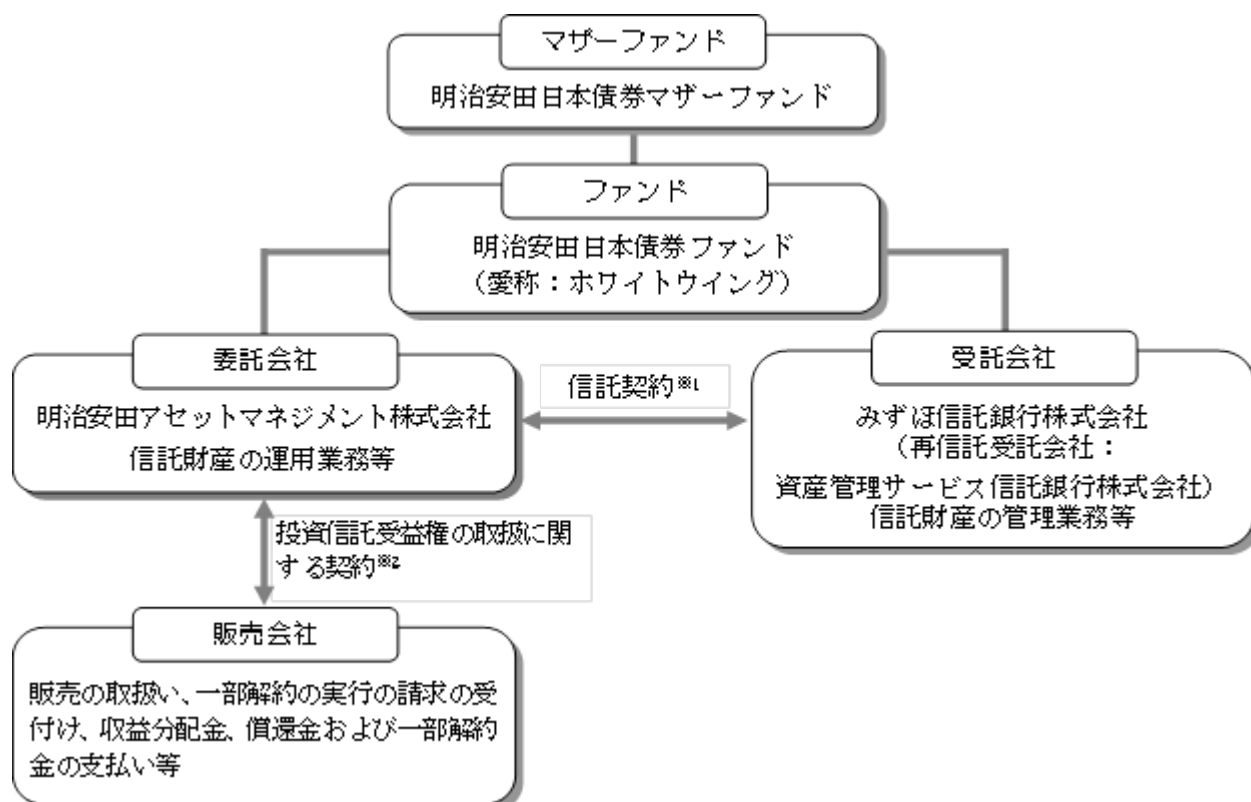 マザーファンド
明治安田日本債券マザーファンド
ファンド
明治安田日本債券ファンド
（愛称：ホワイトウイング）
委託会社
明治安田アセットマネジメント株式会社
信託財産の運用業務等
信託契約※1
受託会社
みずほ信託銀行株式会社
（再信託受託会社：
資産管理サービス信託銀行株式会社）
信託財産の管理業務等
投資信託受益権の取扱に関
する契約※2
販売会社
販売の取扱い、一部解約の実行の請求の受
付け、収益分配金、償還金および一部解約
金の支払い等